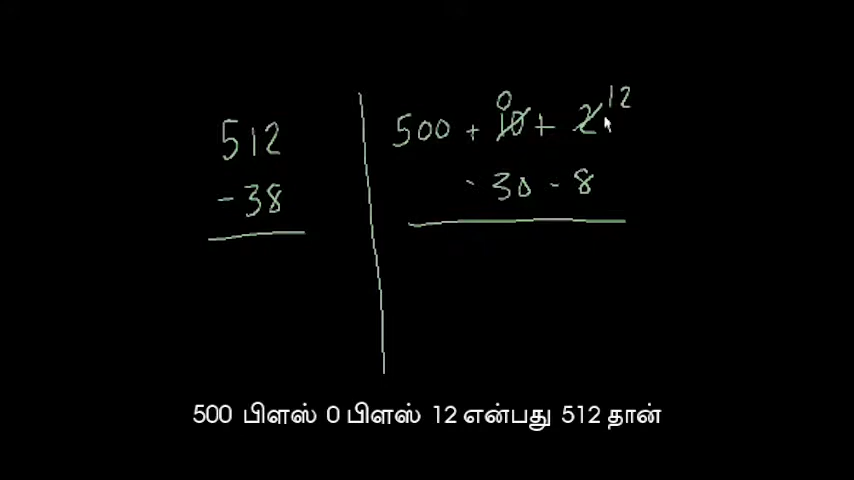 512
-38
0 12
500 + 10 + 2
- 30 - 8
500 பிளஸ் 0 பிளஸ் 12 என்பது 512 தான்